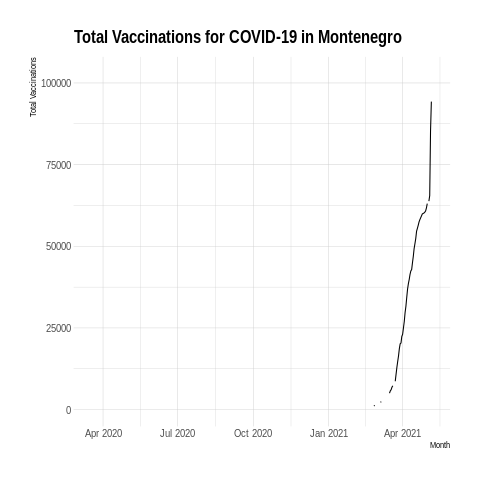 Total Vaccinations for COVID-19 in Montenegro
Total Vaccinations
100000
75000
50000
25000
0
Apr 2020 Jul 2020 Oct 2020 Jan 2021 Apr 2021
Month